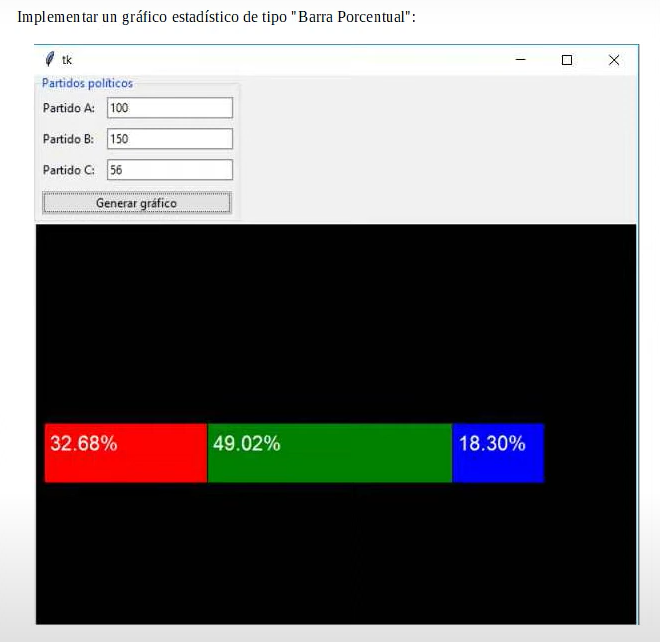 Implementar un gráfico estadístico de tipo "Barra Porcentual":
tk
Partidos políticos
Partido A: 100
Partido B: 150
Partido C: 56
Generar gráfico
32.68% 49.02% 18.30%